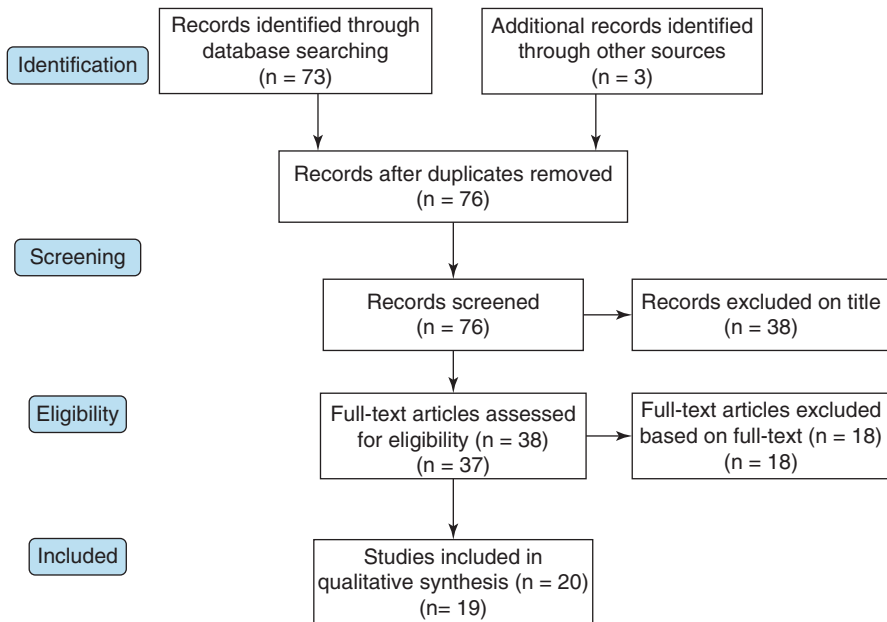 Identification
Records identified through
database searching
(n = 73)
Additional records identified
through other sources
(n = 3)
Records after duplicates removed
(n = 76)
Screening
Records screened
(n = 76)
Records excluded on title
(n = 38)
Eligibility
Full-text articles assessed
for eligibility (n = 38)
(n = 37)
Full-text articles excluded
based on full-text (n = 18)
(n = 18)
Included
Studies included in
qualitative synthesis (n = 20)
(n= 19)